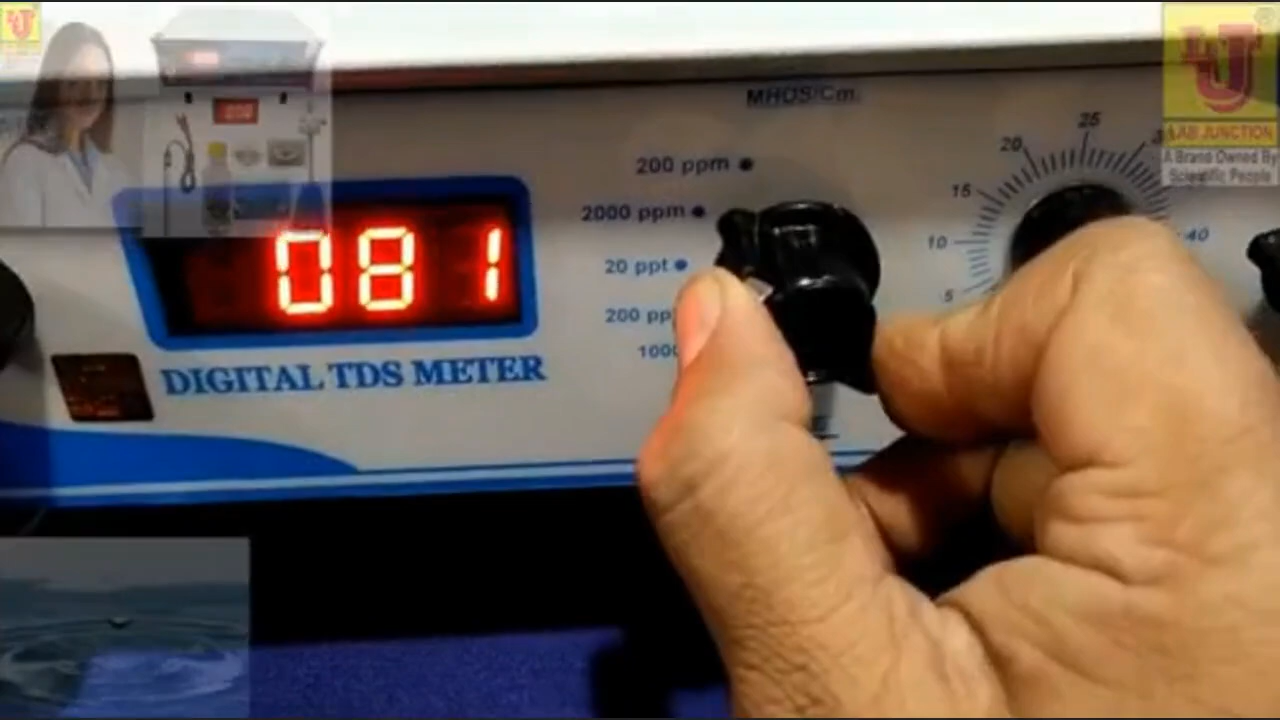 MHOS/Cm.
200 ppm
2000 ppm
20 ppt
200 pp
1000
081
DIGITAL TDS METER
5
10
15
20
25
40
LJ
LAB JUNCTION
A Brand Owned By
Scientific People